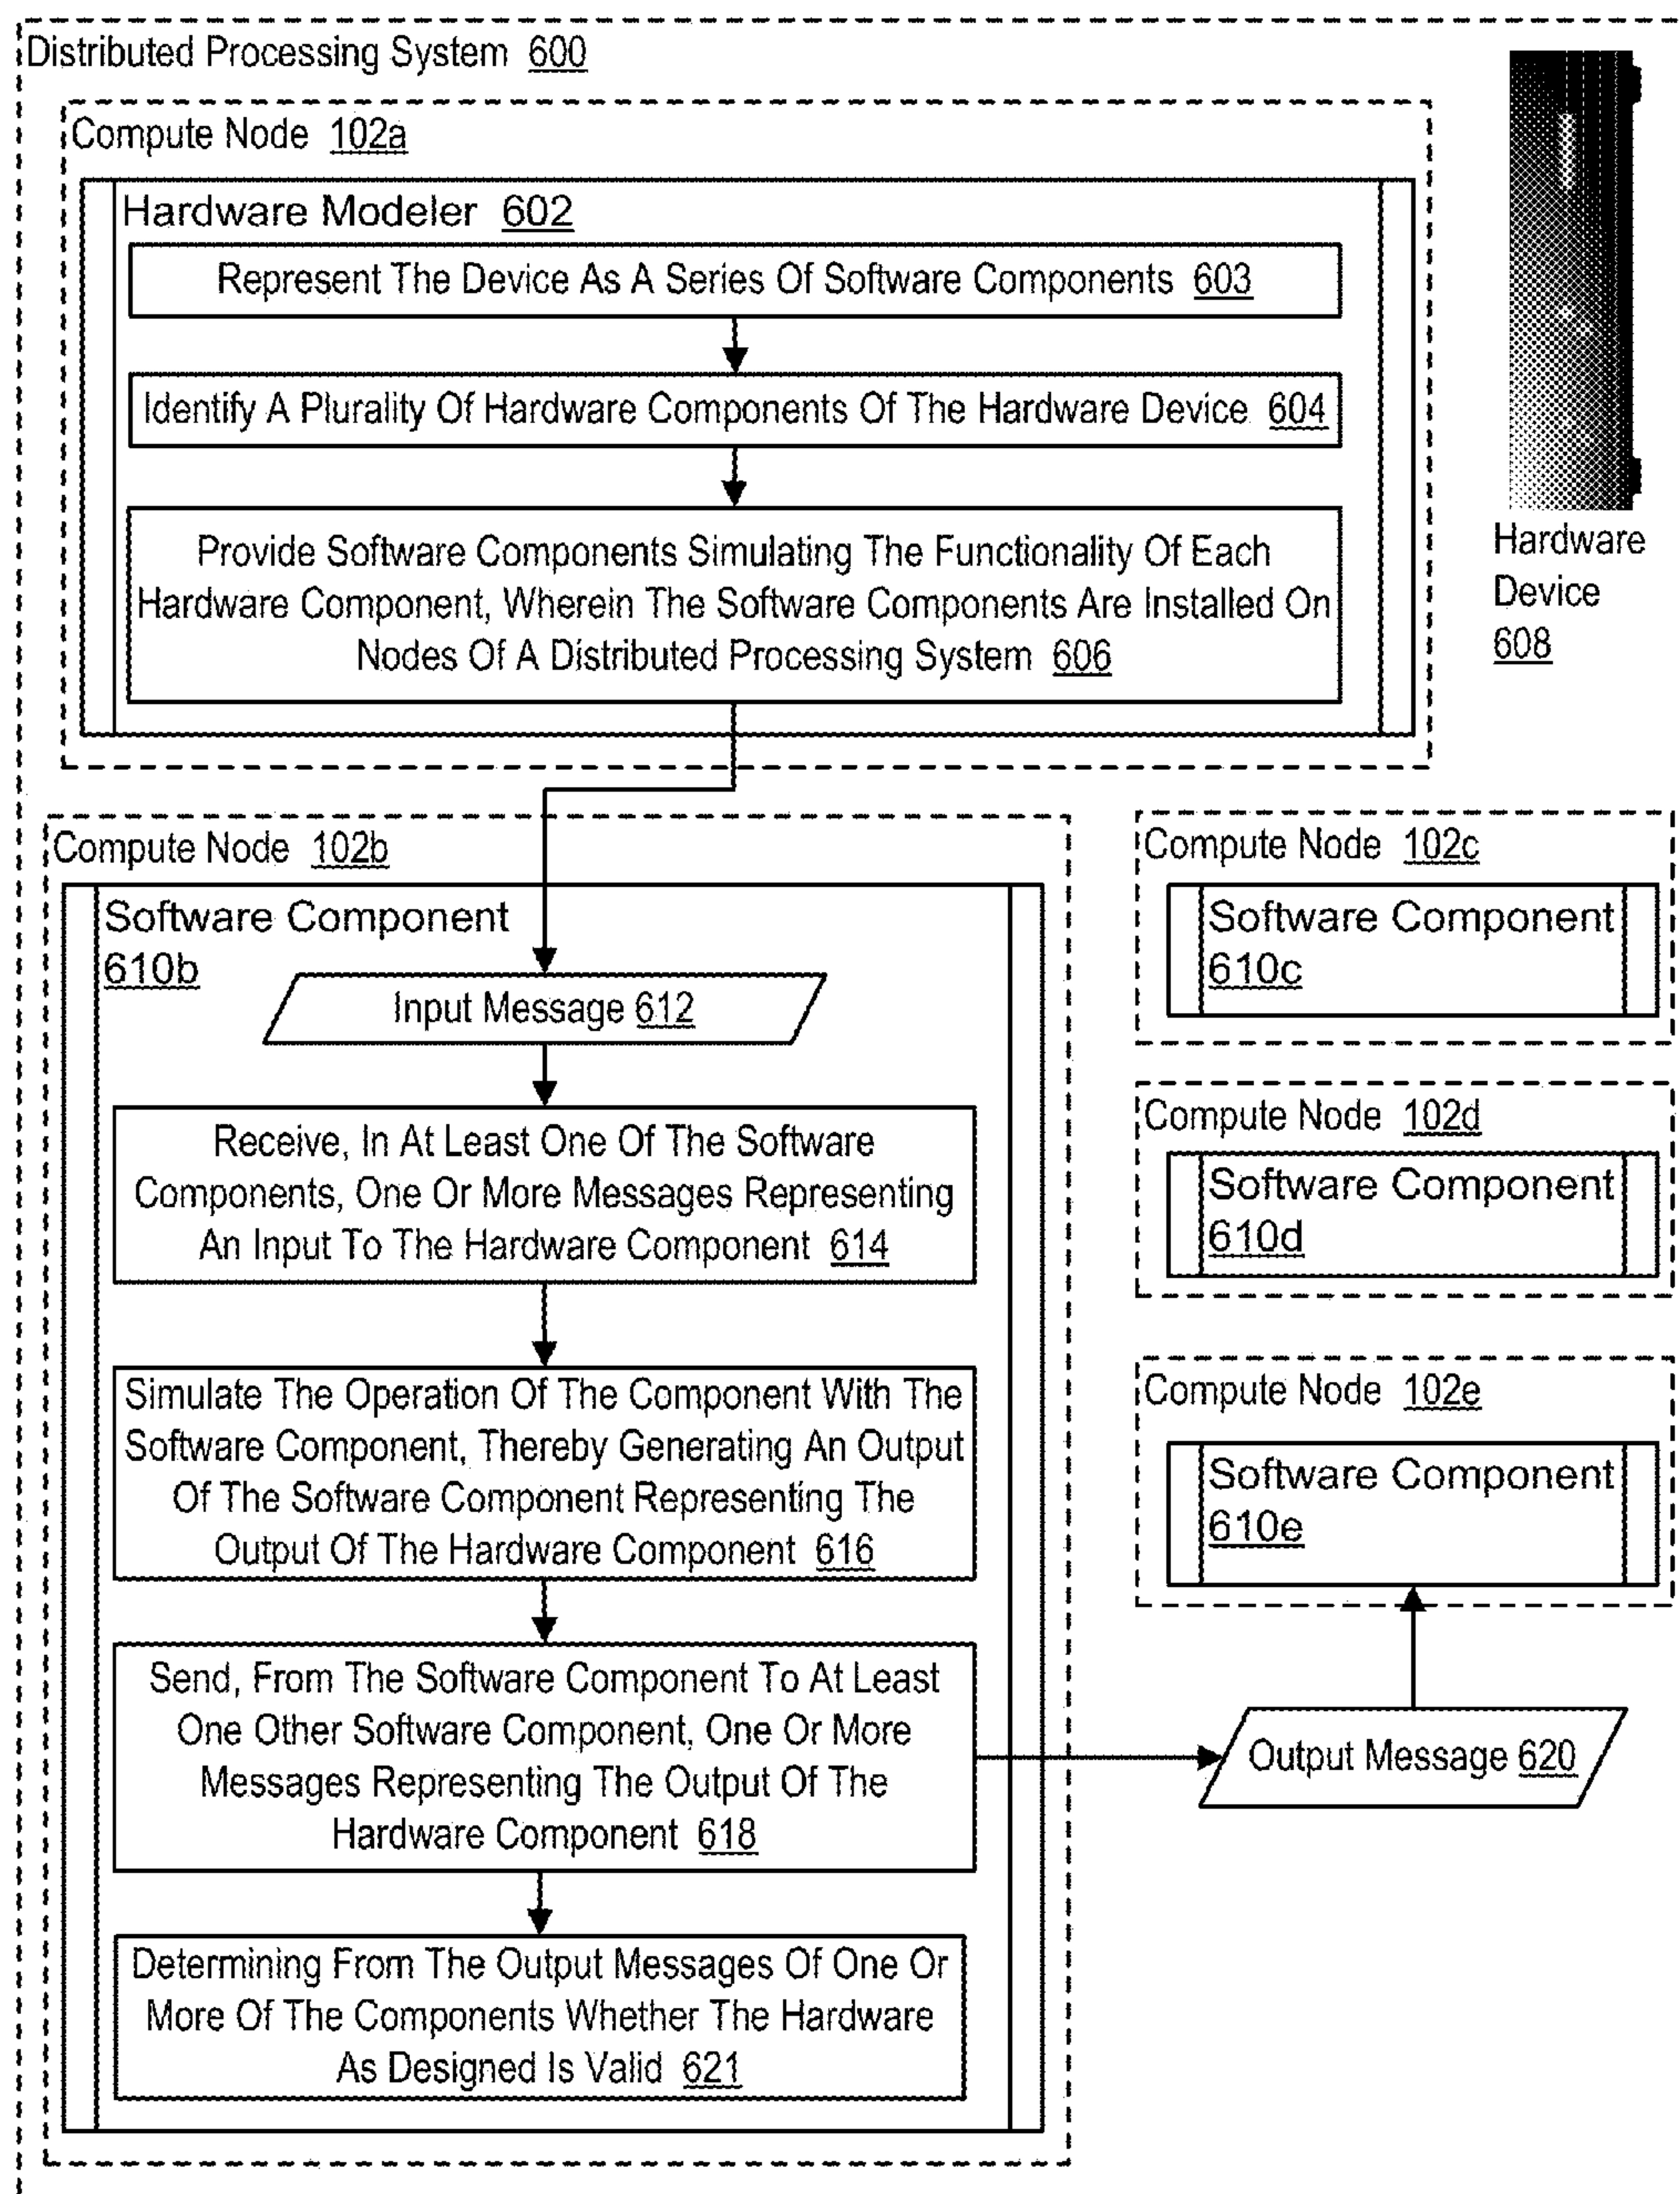 Distributed Processing System 600
Compute Node 102a
Hardware Modeler 602
Represent The Device As A Series Of Software Components 603
Identify A Plurality Of Hardware Components Of The Hardware Device 604
Provide Software Components Simulating The Functionality Of Each
Hardware Component, Wherein The Software Components Are Installed On
Nodes Of A Distributed Processing System 606
Hardware
Device
608
Compute Node 102b
Software Component
610b
Input Message 612
Receive, In At Least One Of The Software
Components, One Or More Messages Representing
An Input To The Hardware Component 614
Simulate The Operation Of The Component With The
Software Component, Thereby Generating An Output
Of The Software Component Representing The
Output Of The Hardware Component 616
Send, From The Software Component To At Least
One Other Software Component, One Or More
Messages Representing The Output Of The
Hardware Component 618
Determining From The Output Messages Of One Or
More Of The Components Whether The Hardware
As Designed Is Valid 621
Compute Node 102c
Software Component
610c
Compute Node 102d
Software Component
610d
Compute Node 102e
Software Component
610e
Output Message 620